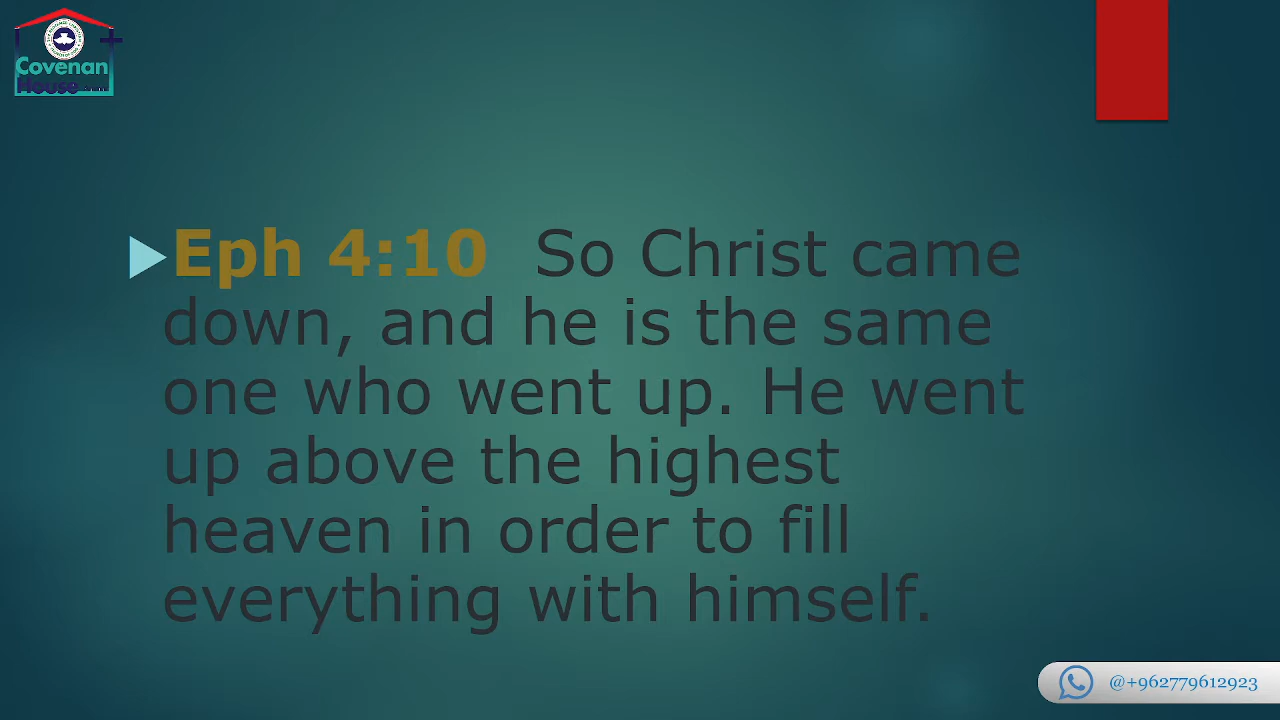 Covenan
House
Eph 4:10 So Christ came
down, and he is the same
one who went up. He went
up above the highest
heaven in order to fill
everything with himself.
@+962779612923